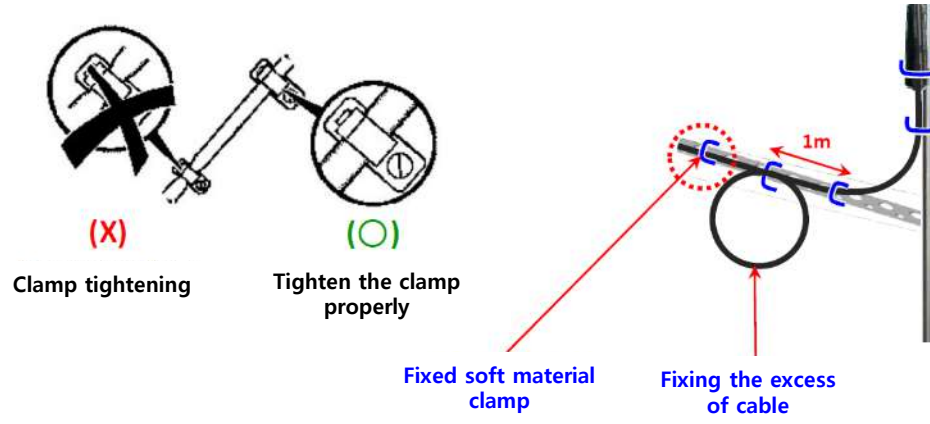 1m
(X)
(○)
Clamp tightening
Tighten the clamp
properly
Fixed soft material
clamp
Fixing the excess
of cable